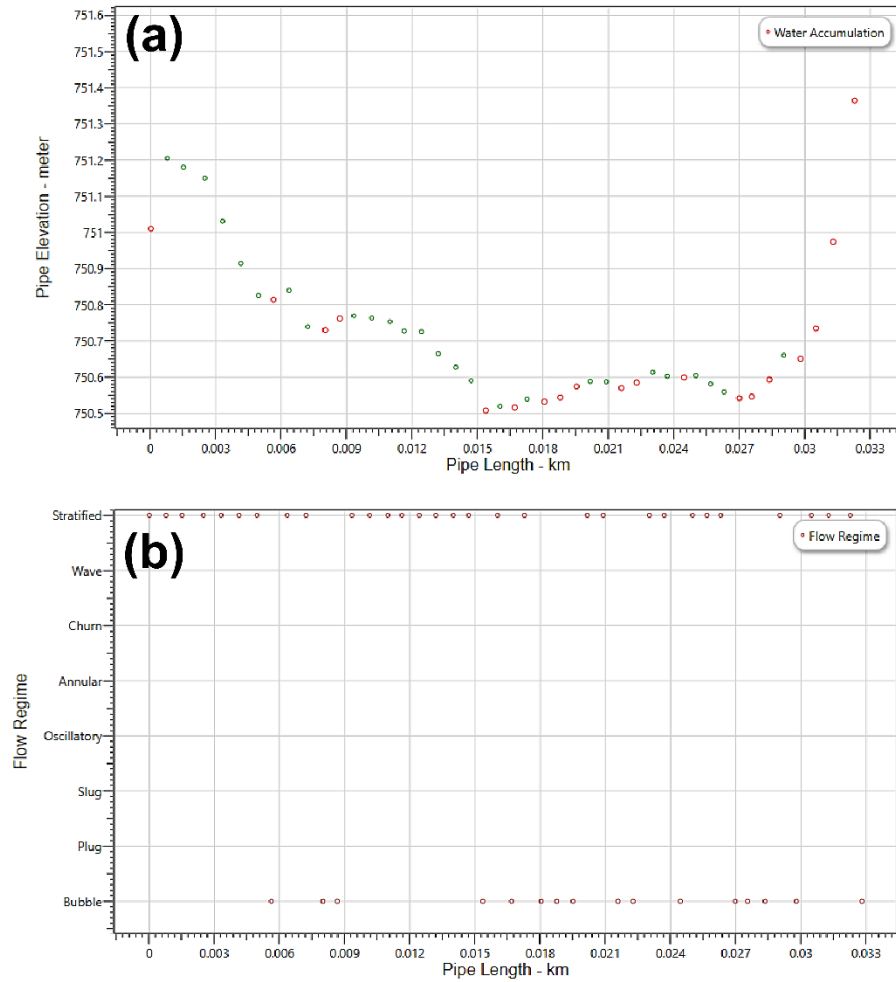 (a)
Water Accumulation
Pipe Elevation - meter
751.6
751.5
751.4
751.3
751.2
751.1
751
750.9
750.8
750.7
750.6
750.5
0 0.003 0.006 0.009 0.012 0.015 0.018 0.021 0.024 0.027 0.03 0.033
Pipe Length - km
(b)
Flow Regime
Flow Regime
Stratified
Wave
Churn
Annular
Oscillatory
Slug
Plug
Bubble
0 0.003 0.006 0.009 0.012 0.015 0.018 0.021 0.024 0.027 0.03 0.033
Pipe Length - km